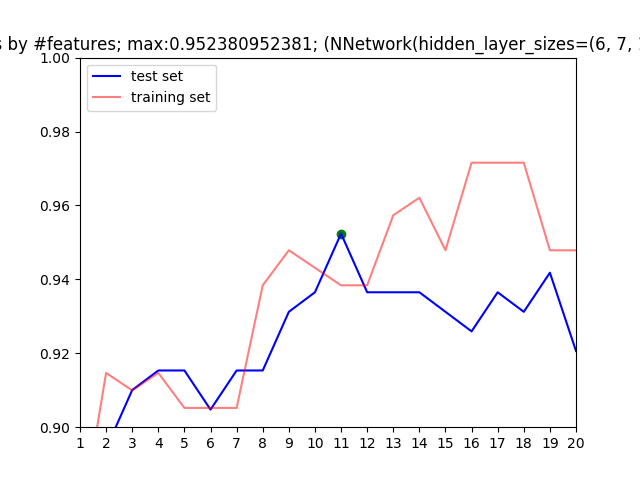 by #features; max:0.952380952381; (NNetwork(hidden_layer_sizes=(6, 7,
test set
training set
1.00
0.98
0.96
0.94
0.92
0.90
1 2 3 4 5 6 7 8 9 10 11 12 13 14 15 16 17 18 19 20